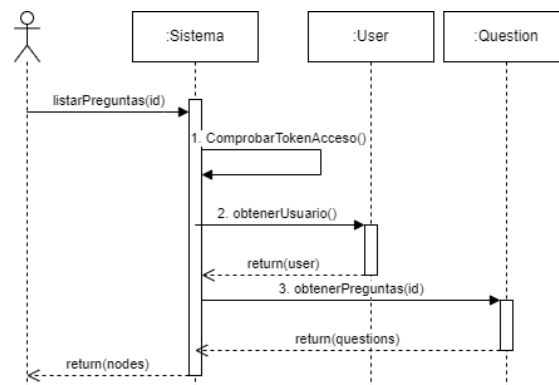 :Sistema
:User
:Question
listarPreguntas(id)
1. ComprobarTokenAcceso()
2. obtenerUsuario()
return(user)
3. obtenerPreguntas(id)
return(questions)
return(nodes)